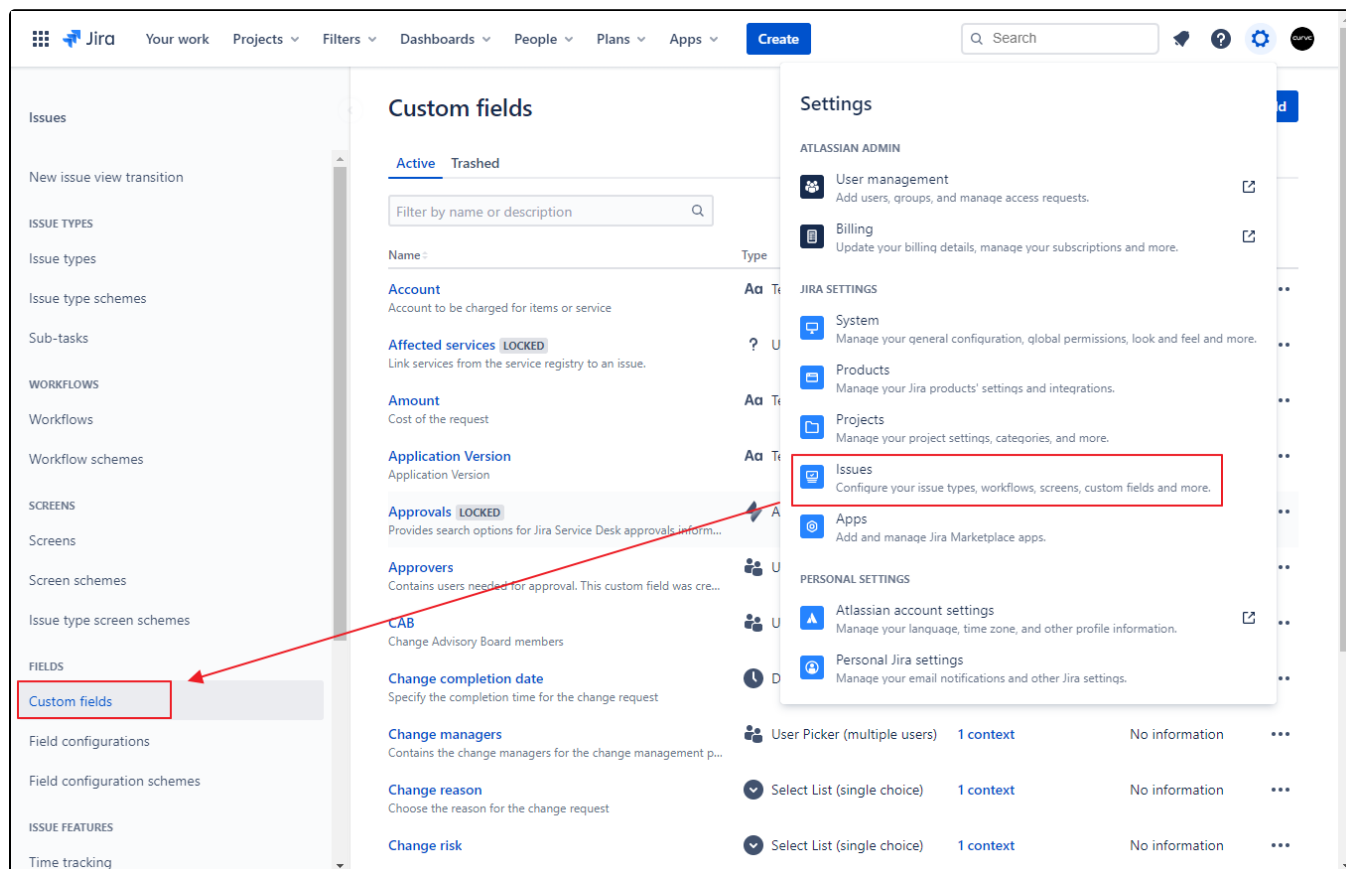 Jira
Your work
Projects
Filters
Dashboards
People
Plans
Apps
Create
Search
curvc
Issues
New issue view transition
ISSUE TYPES
Issue types
Issue type schemes
Sub-tasks
WORKFLOWS
Workflows
Workflow schemes
SCREENS
Screens
Screen schemes
Issue type screen schemes
FIELDS
Custom fields
Field configurations
Field configuration schemes
ISSUE FEATURES
Time tracking
Custom fields
Active Trashed
Filter by name or description
Name Type
Account Aa Te
Account to be charged for items or service
Affected services LOCKED ? U
Link services from the service registry to an issue.
Amount Aa Te
Cost of the request
Application Version Aa Te
Application Version
Approvals LOCKED A
Provides search options for Jira Service Desk approvals inform...
Approvers U
Contains users needed for approval. This custom field was cre...
CAB U
Change Advisory Board members
Change completion date D
Specify the completion time for the change request
Change managers User Picker (multiple users) 1 context No information
Contains the change managers for the change management p...
Change reason Select List (single choice) 1 context No information
Choose the reason for the change request
Change risk Select List (single choice) 1 context No information
Settings
ATLASSIAN ADMIN
User management
Add users, groups, and manage access requests.
Billing
Update your billing details, manage your subscriptions and more.
JIRA SETTINGS
System
Manage your general configuration, global permissions, look and feel and more.
Products
Manage your Jira products' settings and integrations.
Projects
Manage your project settings, categories, and more.
Issues
Configure your issue types, workflows, screens, custom fields and more.
Apps
Add and manage Jira Marketplace apps.
PERSONAL SETTINGS
Atlassian account settings
Manage your language, time zone, and other profile information.
Personal Jira settings
Manage your email notifications and other Jira settings.
ld